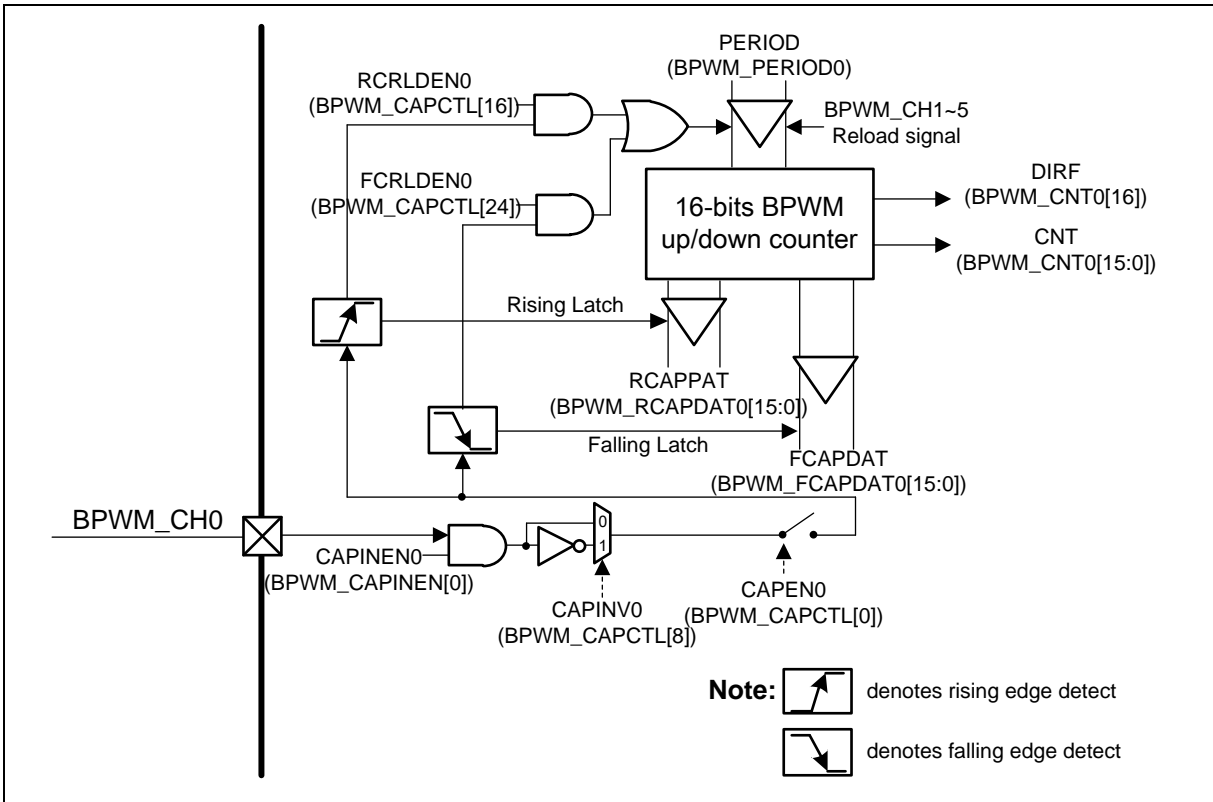 PERIOD
(BPWM_PERIOD0)
RCRLDEN0
(BPWM_CAPCTL[16])
BPWM_CH1~5
Reload signal
FCRLDEN0
(BPWM_CAPCTL[24])
16-bits BPWM
up/down counter
DIRF
(BPWM_CNT0[16])
CNT
(BPWM_CNT0[15:0])
Rising Latch
RCAPPAT
(BPWM_RCAPDAT0[15:0])
Falling Latch
FCAPDAT
(BPWM_FCAPDAT0[15:0])
BPWM_CH0
0
1
CAPINEN0
(BPWM_CAPINEN[0])
CAPINV0
(BPWM_CAPCTL[8])
CAPEN0
(BPWM_CAPCTL[0])
Note: denotes rising edge detect
denotes falling edge detect